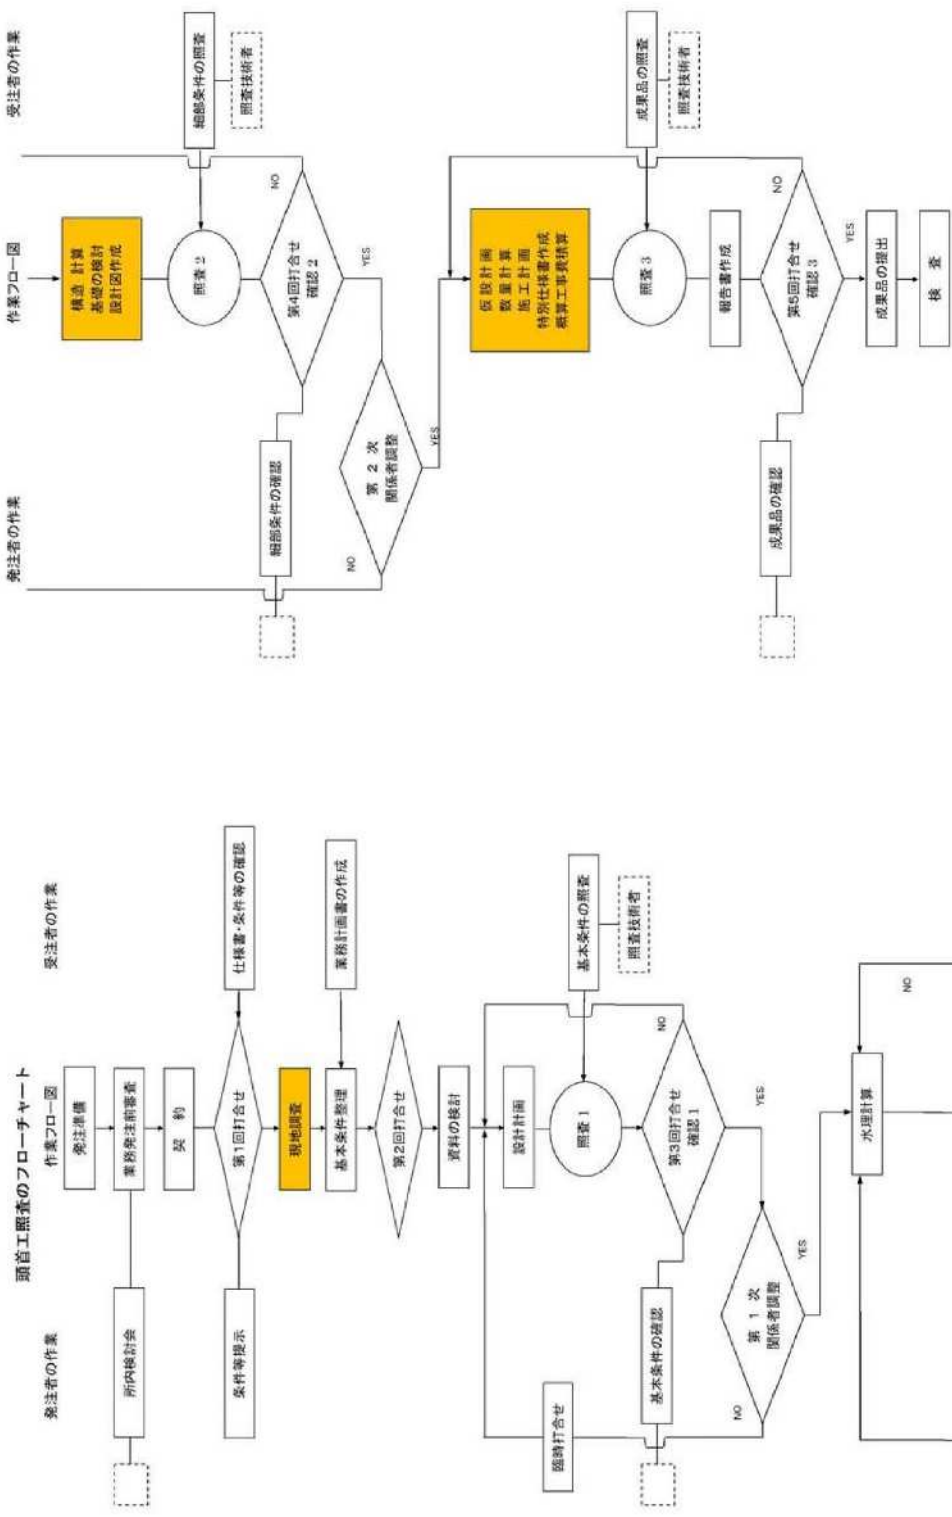 頭首工照査のフローチャート
発注者の作業
作業フロー図
受注者の作業
発注準備
所内検討会
業務発注前審査
契 約
条件等提示
第1回打合せ
仕様書・条件等の確認
現地調査
基本条件整理
業務計画書の作成
第2回打合せ
資料の検討
臨時打合せ
設計計画
照査1
基本条件の照査
照査技術者
基本条件の確認
第3回打合せ
確認1
NO
YES
第 1 次
関係者調整
NO
YES
水理計算
NO
発注者の作業
作業フロー図
受注者の作業
構造 計算
基礎の検討
設計図作成
照査2
細部条件の照査
照査技術者
細部条件の確認
第4回打合せ
確認2
NO
YES
第 2 次
関係者調整
NO
YES
仮設計画
数量計算
施工計画
特別仕様書作成
概算工事費積算
照査3
成果品の照査
照査技術者
報告書作成
成果品の確認
第5回打合せ
確認3
NO
YES
成果品の提出
検 査